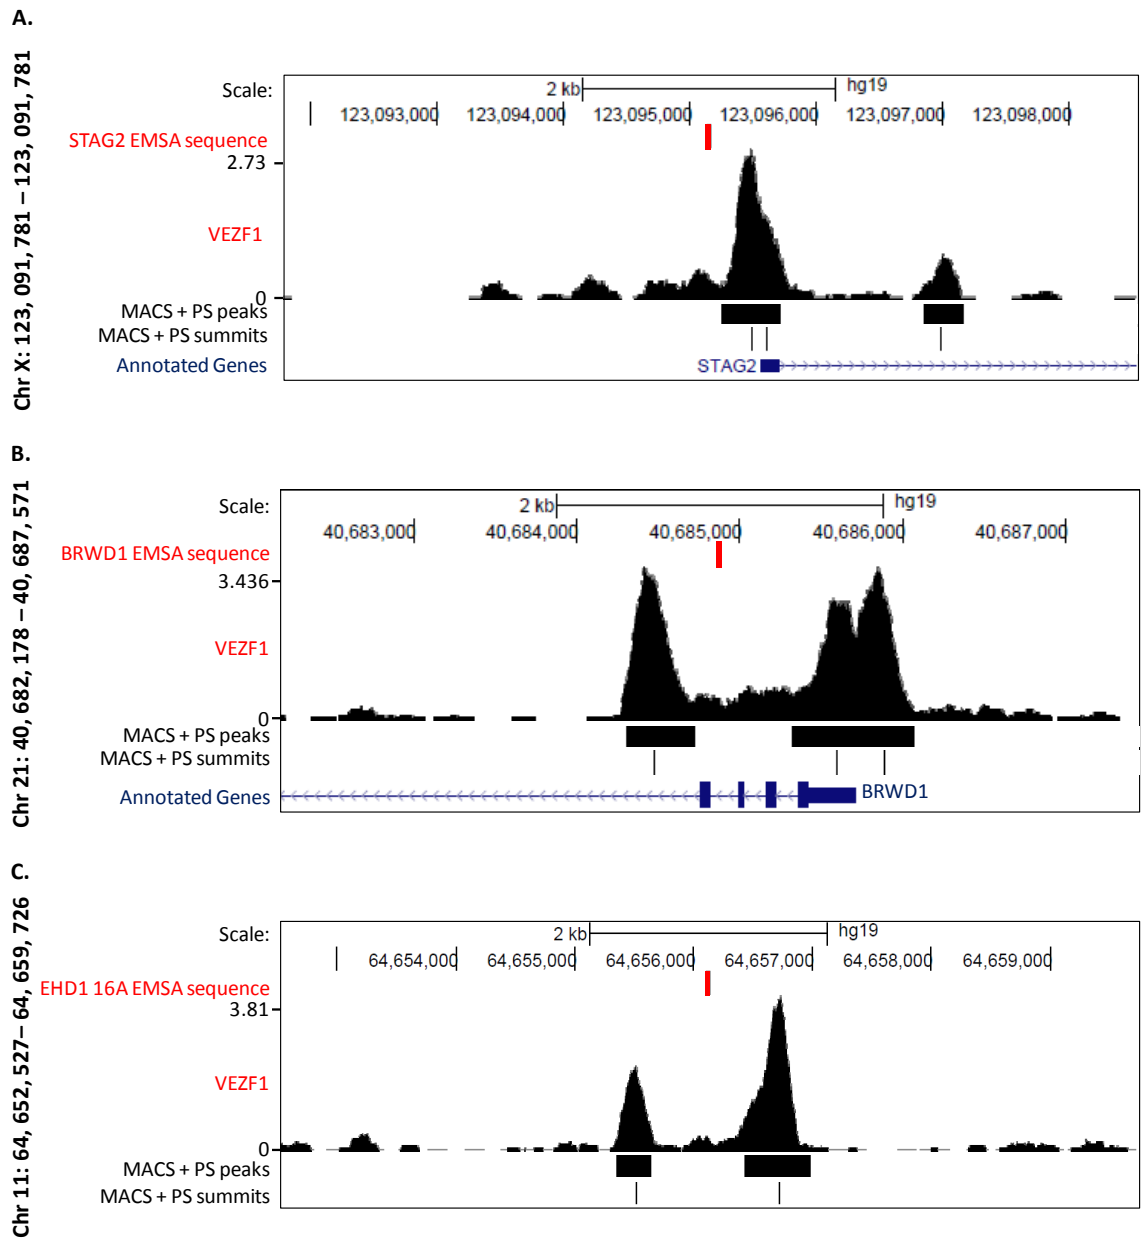 A.
Chr X: 123, 091, 781 – 123, 091, 781
Scale:
2 kb
hg19
123,093,000
123,094,000
123,095,000
123,096,000
123,097,000
123,098,000
STAG2 EMSA sequence
2.73
VEZF1
0
MACS + PS peaks
MACS + PS summits
Annotated Genes
STAG2
B.
Chr 21: 40, 682, 178 – 40, 687, 571
Scale:
2 kb
hg19
40,683,000
40,684,000
40,685,000
40,686,000
40,687,000
BRWD1 EMSA sequence
3.436
VEZF1
0
MACS + PS peaks
MACS + PS summits
Annotated Genes
BRWD1
C.
Chr 11: 64, 652, 527– 64, 659, 726
Scale:
2 kb
hg19
64,654,000
64,655,000
64,656,000
64,657,000
64,658,000
64,659,000
EHD1 16A EMSA sequence
3.81
VEZF1
0
MACS + PS peaks
MACS + PS summits